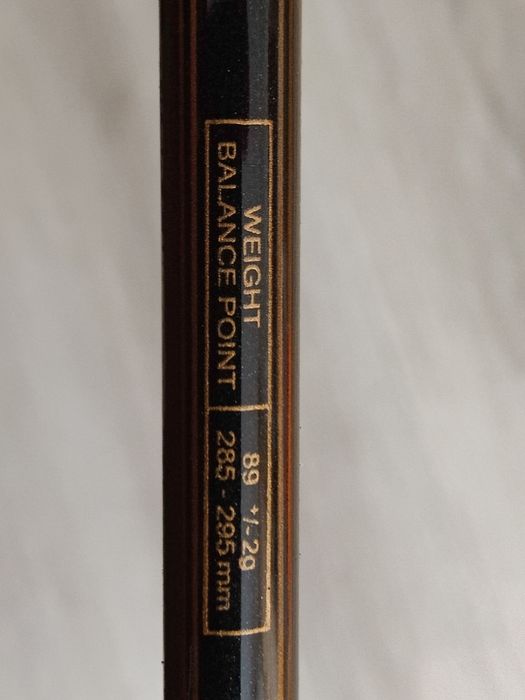 WEIGHT 89 +/- 2g
BALANCE POINT 285 - 295 mm